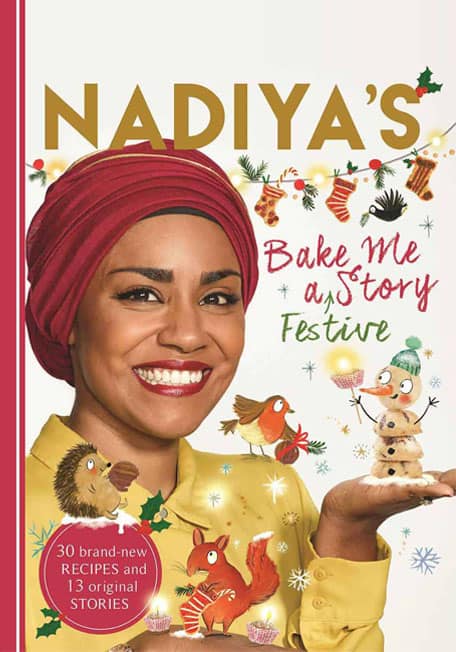 NADIYA'S
Bake Me
a Story
Festive
30 brand-new
RECIPES and
13 original
STORIES